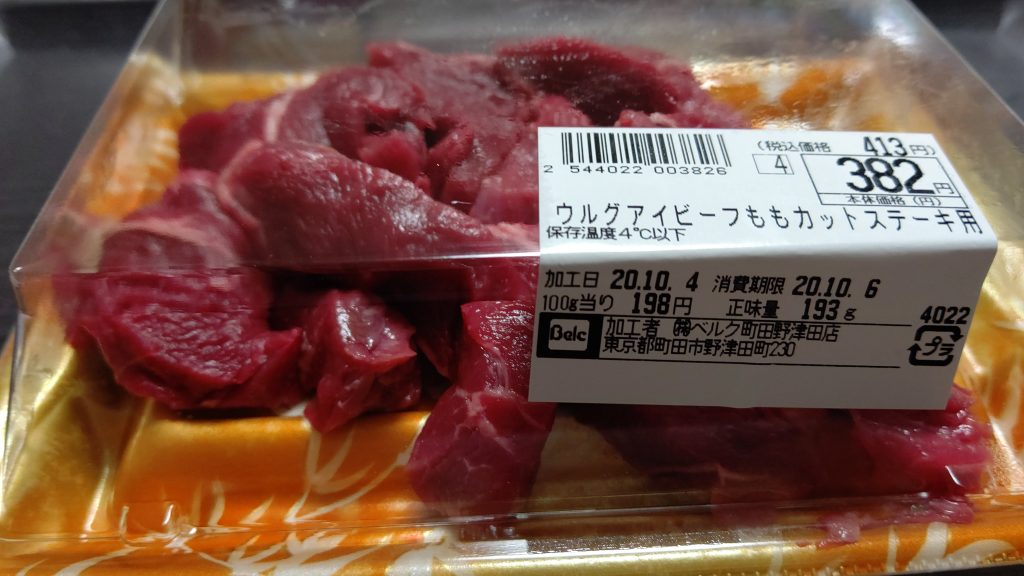 (税込価格 413円)
2 544022 003826
4
382円
本体価格(円)
ウルグアイビーフももカットステーキ用
保存温度4℃以下
加工日 20.10. 4 消費期限 20.10. 6
100g当り 198円 正味量 193g
4022
Belc
加工者 ㈱ベルク町田野津田店
東京都町田市野津田町230
プラ